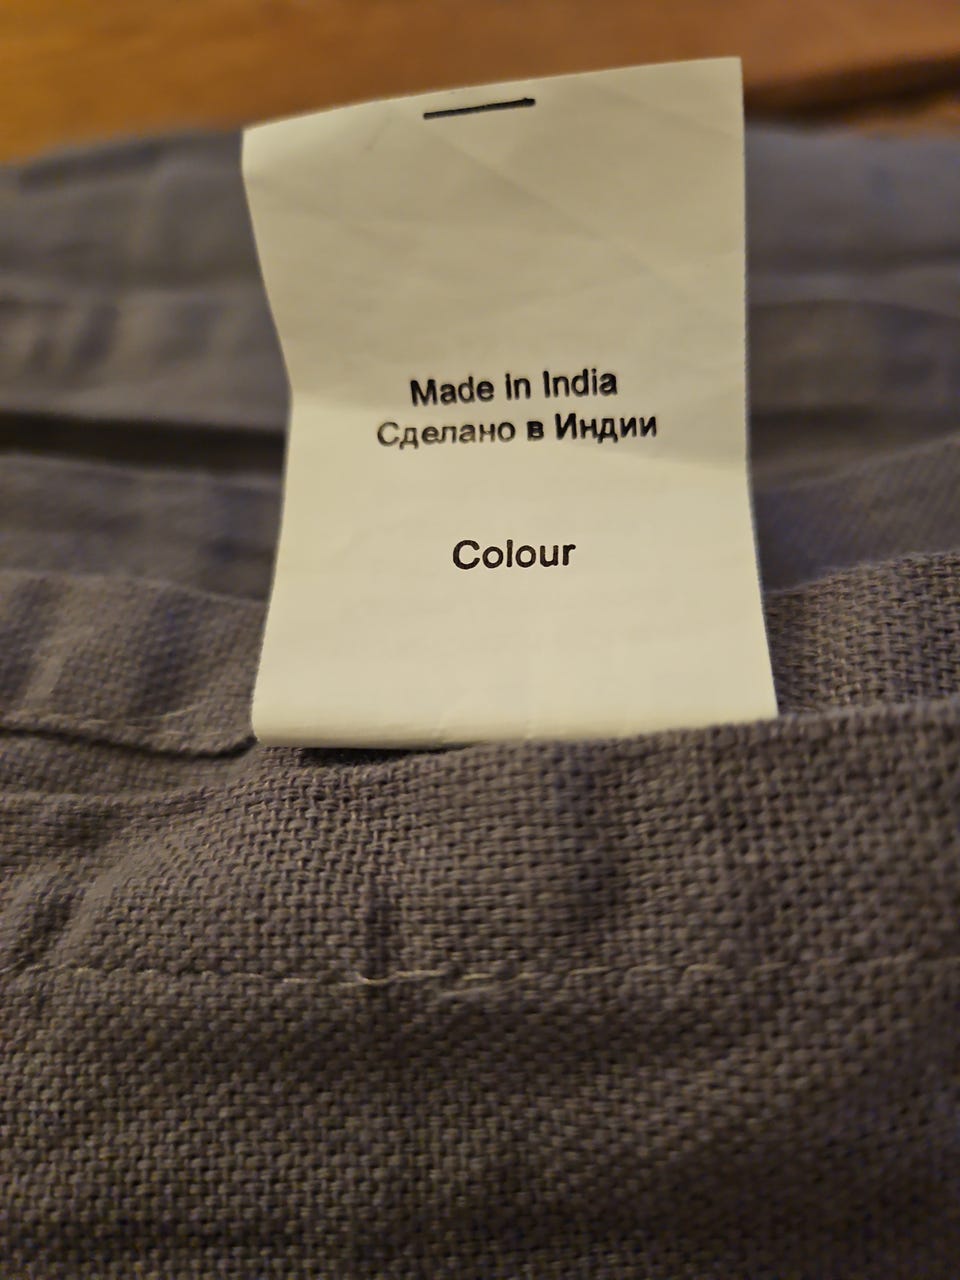 Made in India
Сделано в Индии
Colour